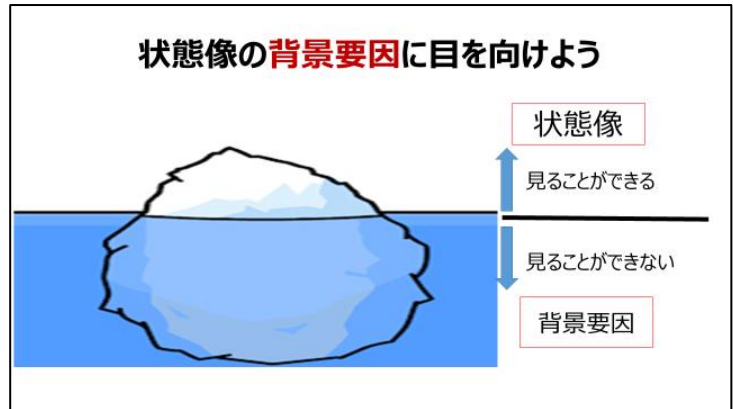 状態像の背景要因に目を向けよう
状態像
見ることができる
見ることができない
背景要因